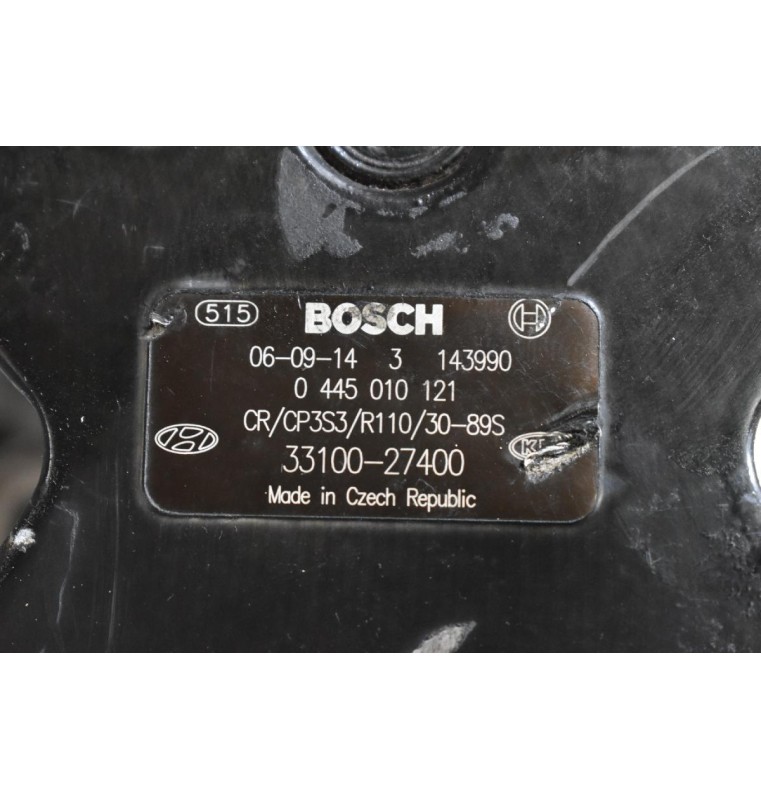 515 BOSCH
06-09-14 3 143990
0 445 010 121
CR/CP3S3/R110/30-89S
33100-27400
Made in Czech Republic